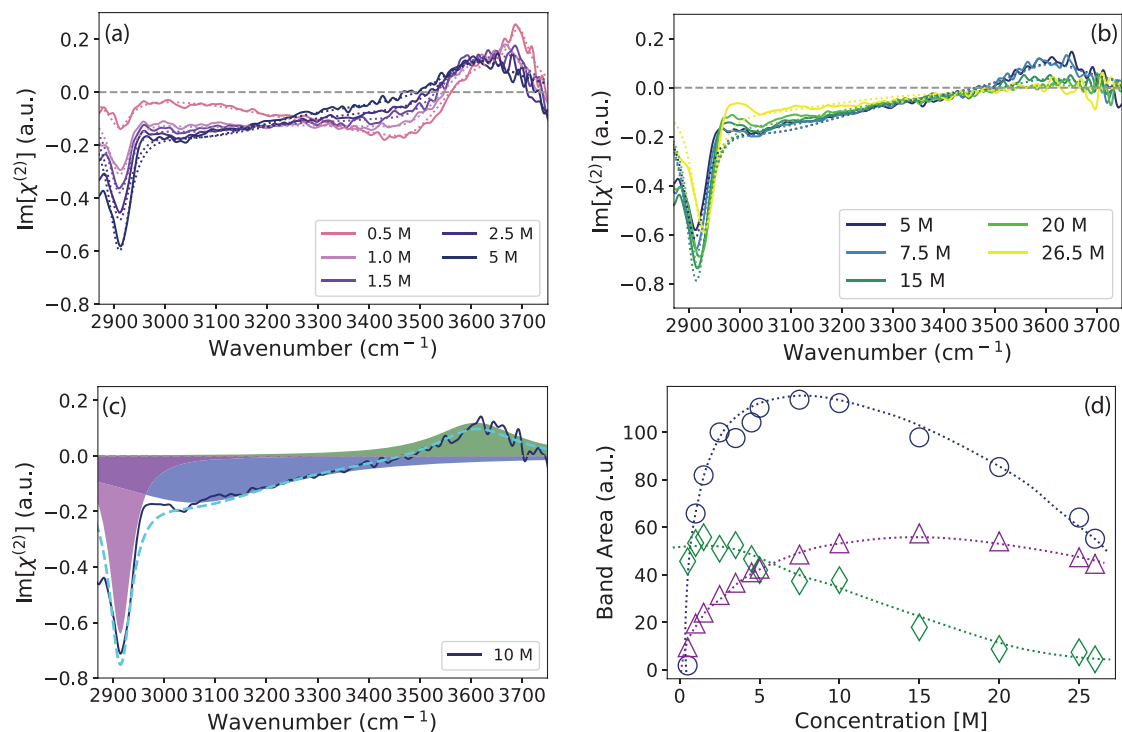 (a)
0.2
0.0
−0.2
−0.4
−0.6
−0.8
Im[χ(2)] (a.u.)
2900 3000 3100 3200 3300 3400 3500 3600 3700
Wavenumber (cm−1)
0.5 M
1.0 M
1.5 M
2.5 M
5 M
(b)
0.2
0.0
−0.2
−0.4
−0.6
−0.8
Im[χ(2)] (a.u.)
2900 3000 3100 3200 3300 3400 3500 3600 3700
Wavenumber (cm−1)
5 M
7.5 M
15 M
20 M
26.5 M
(c)
0.2
0.0
−0.2
−0.4
−0.6
−0.8
Im[χ(2)] (a.u.)
2900 3000 3100 3200 3300 3400 3500 3600 3700
Wavenumber (cm−1)
10 M
(d)
100
80
60
40
20
0
Band Area (a.u.)
0 5 10 15 20 25
Concentration [M]